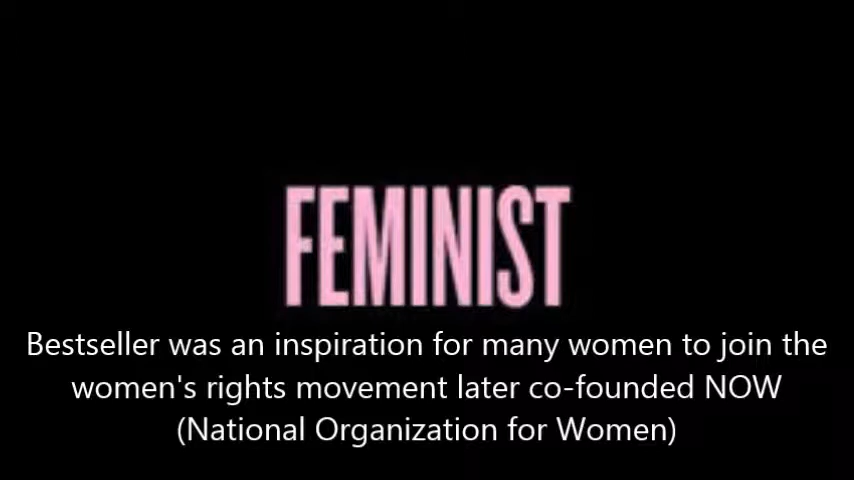 FEMINIST
Bestseller was an inspiration for many women to join the
women's rights movement later co-founded NOW
(National Organization for Women)